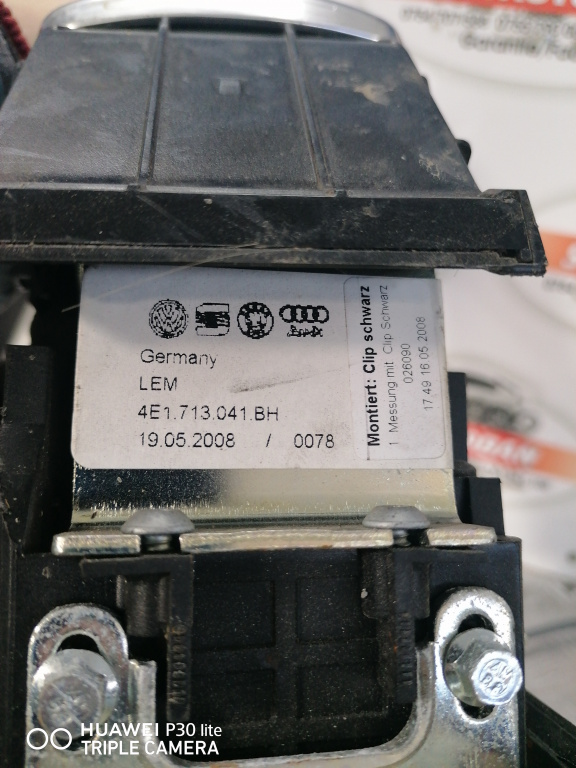 Germany
LEM
4E1.713.041.BH
19.05.2008 / 0078
Montiert: Clip schwarz
1 Messung mit Clip Schwarz
026090
17:49 16.05.2008
HUAWEI P30 lite
TRIPLE CAMERA